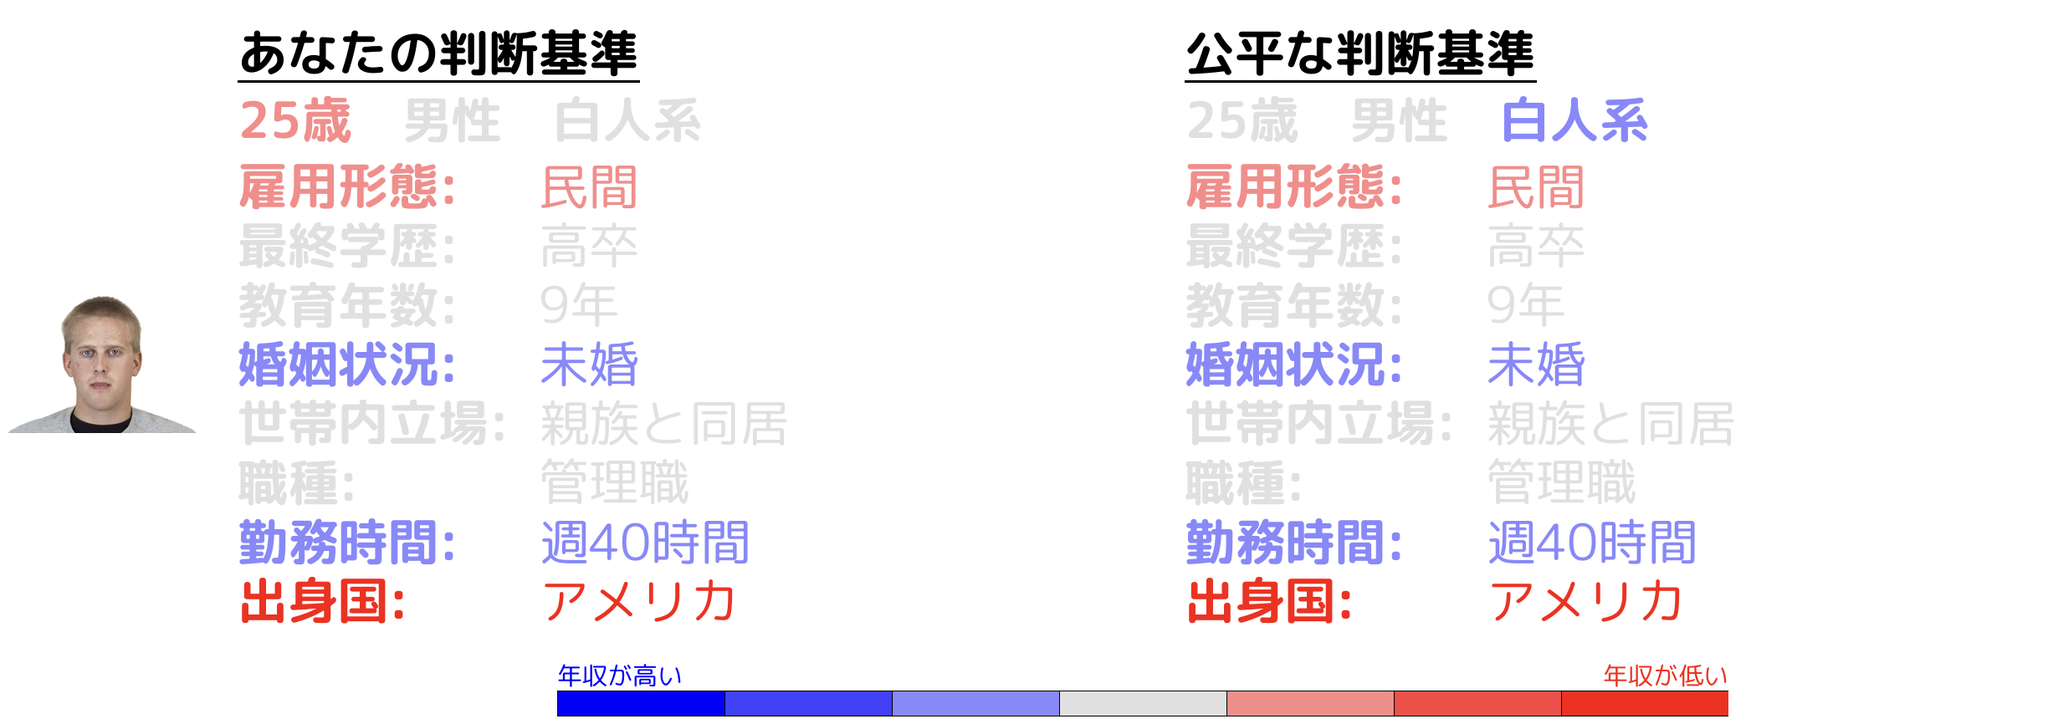 あなたの判断基準
25歳 男性 白人系
雇用形態: 民間
最終学歴: 高卒
教育年数: 9年
婚姻状況: 未婚
世帯内立場: 親族と同居
職種: 管理職
勤務時間: 週40時間
出身国: アメリカ
公平な判断基準
25歳 男性 白人系
雇用形態: 民間
最終学歴: 高卒
教育年数: 9年
婚姻状況: 未婚
世帯内立場: 親族と同居
職種: 管理職
勤務時間: 週40時間
出身国: アメリカ
年収が高い
年収が低い